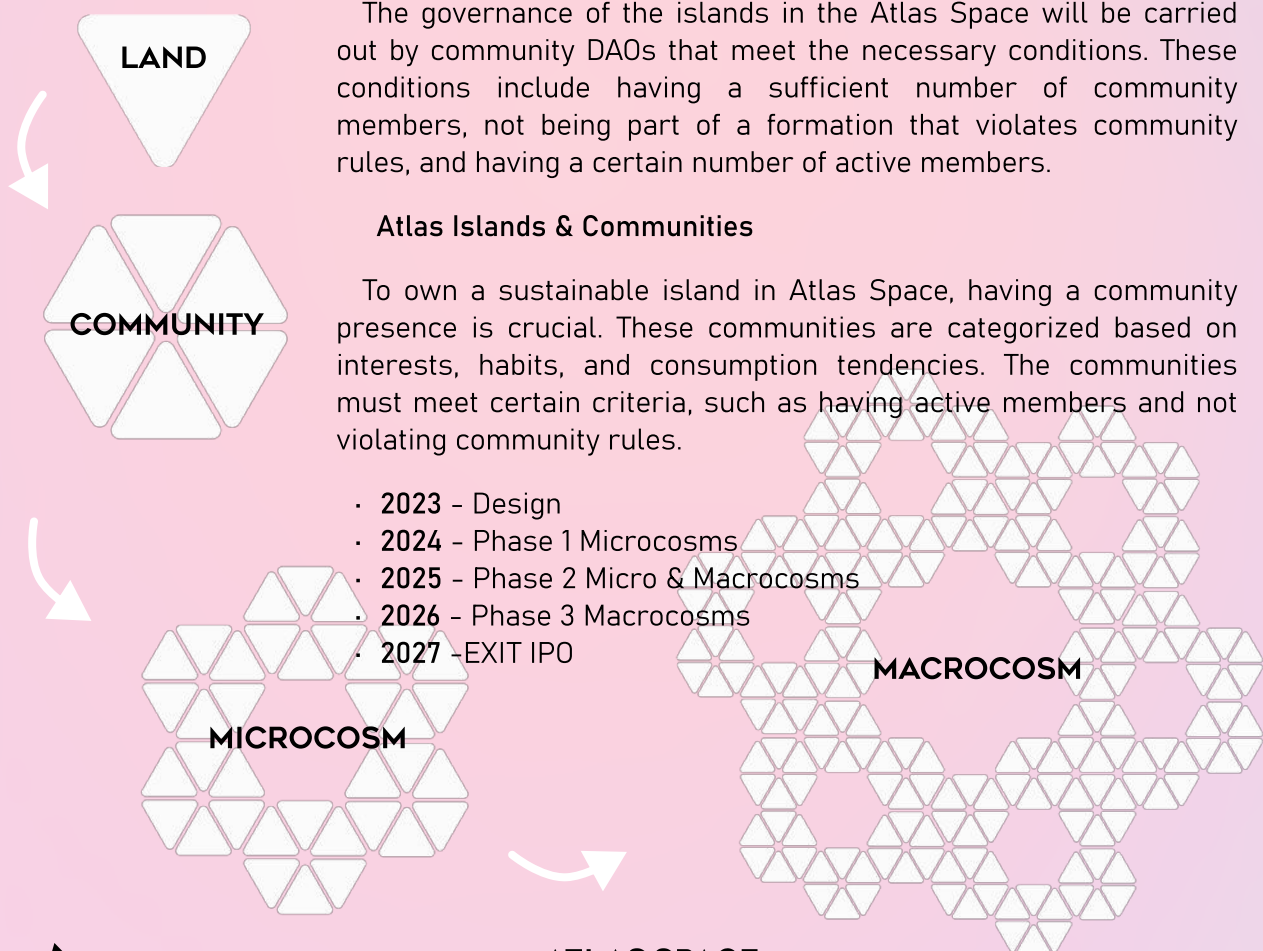 LAND
The governance of the islands in the Atlas Space will be carried
out by community DAOs that meet the necessary conditions. These
conditions include having a sufficient number of community
members, not being part of a formation that violates community
rules, and having a certain number of active members.
COMMUNITY
Atlas Islands & Communities
To own a sustainable island in Atlas Space, having a community
presence is crucial. These communities are categorized based on
interests, habits, and consumption tendencies. The communities
must meet certain criteria, such as having active members and not
violating community rules.
· 2023 - Design
· 2024 - Phase 1 Microcosms
· 2025 - Phase 2 Micro & Macrocosms
· 2026 - Phase 3 Macrocosms
· 2027 -EXIT IPO
MICROCOSM
MACROCOSM